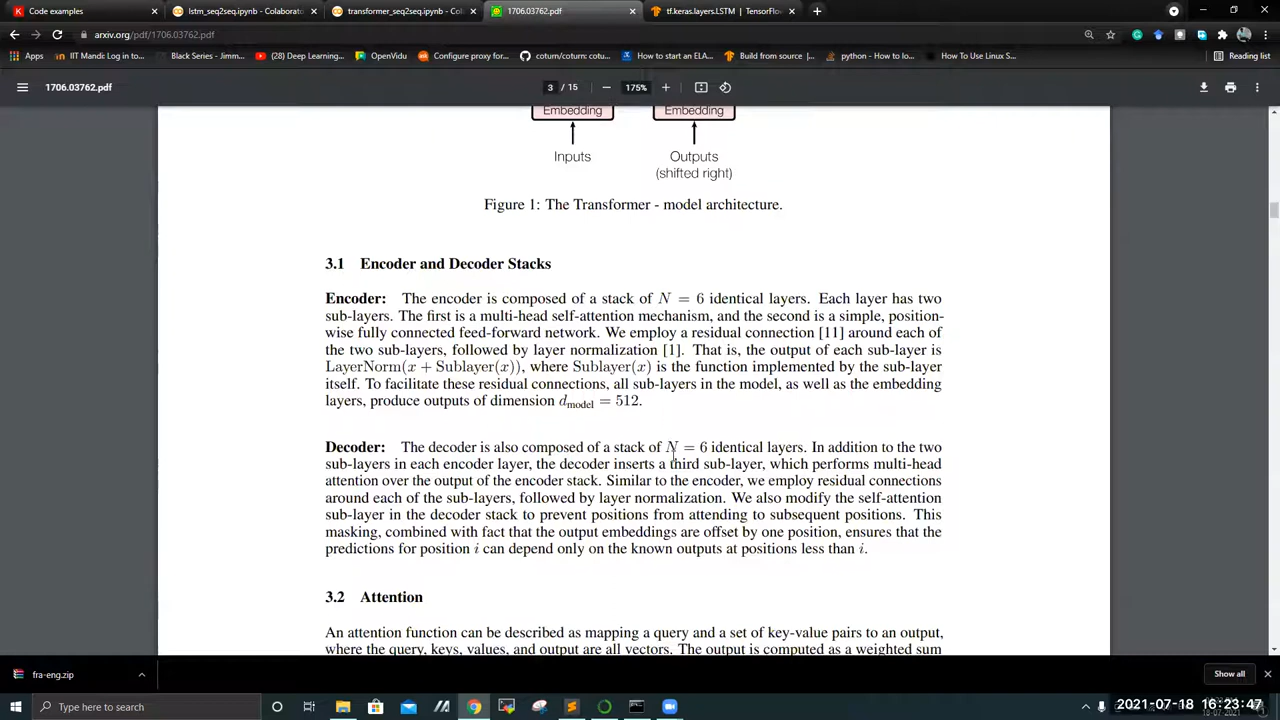 Code examples
lstm_seq2seq.ipynb - Colaborato
transformer_seq2seq.ipynb - Cola
1706.03762.pdf
tf.keras.layers.LSTM | TensorFlow
arxiv.org/pdf/1706.03762.pdf
Apps
IIT Mandi: Log in to...
Black Series - Jimm...
(28) Deep Learning...
OpenVidu
Configure proxy for...
coturn/coturn: cotu...
How to start an ELA...
Build from source |...
python - How to lo...
How To Use Linux S...
Reading list
1706.03762.pdf
3 / 15
175%
Embedding
Embedding
Inputs
Outputs
(shifted right)
Figure 1: The Transformer - model architecture.
3.1 Encoder and Decoder Stacks
Encoder: The encoder is composed of a stack of N = 6 identical layers. Each layer has two
sub-layers. The first is a multi-head self-attention mechanism, and the second is a simple, position-
wise fully connected feed-forward network. We employ a residual connection [11] around each of
the two sub-layers, followed by layer normalization [1]. That is, the output of each sub-layer is
LayerNorm(x + Sublayer(x)), where Sublayer(x) is the function implemented by the sub-layer
itself. To facilitate these residual connections, all sub-layers in the model, as well as the embedding
layers, produce outputs of dimension dmodel = 512.
Decoder: The decoder is also composed of a stack of N = 6 identical layers. In addition to the two
sub-layers in each encoder layer, the decoder inserts a third sub-layer, which performs multi-head
attention over the output of the encoder stack. Similar to the encoder, we employ residual connections
around each of the sub-layers, followed by layer normalization. We also modify the self-attention
sub-layer in the decoder stack to prevent positions from attending to subsequent positions. This
masking, combined with fact that the output embeddings are offset by one position, ensures that the
predictions for position i can depend only on the known outputs at positions less than i.
3.2 Attention
An attention function can be described as mapping a query and a set of key-value pairs to an output,
where the query, keys, values, and output are all vectors. The output is computed as a weighted sum
fra-eng.zip
Show all
Type here to search
2021-07-18 16:23:47